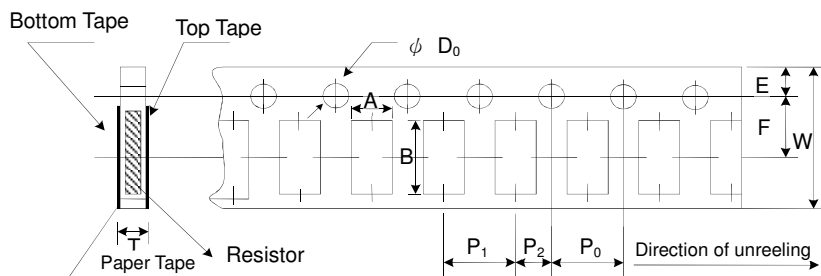 Bottom Tape
Top Tape
ψ D₀
E
A
F
W
B
T
Paper Tape
Resistor
P₁
P₂
P₀
Direction of unreeling